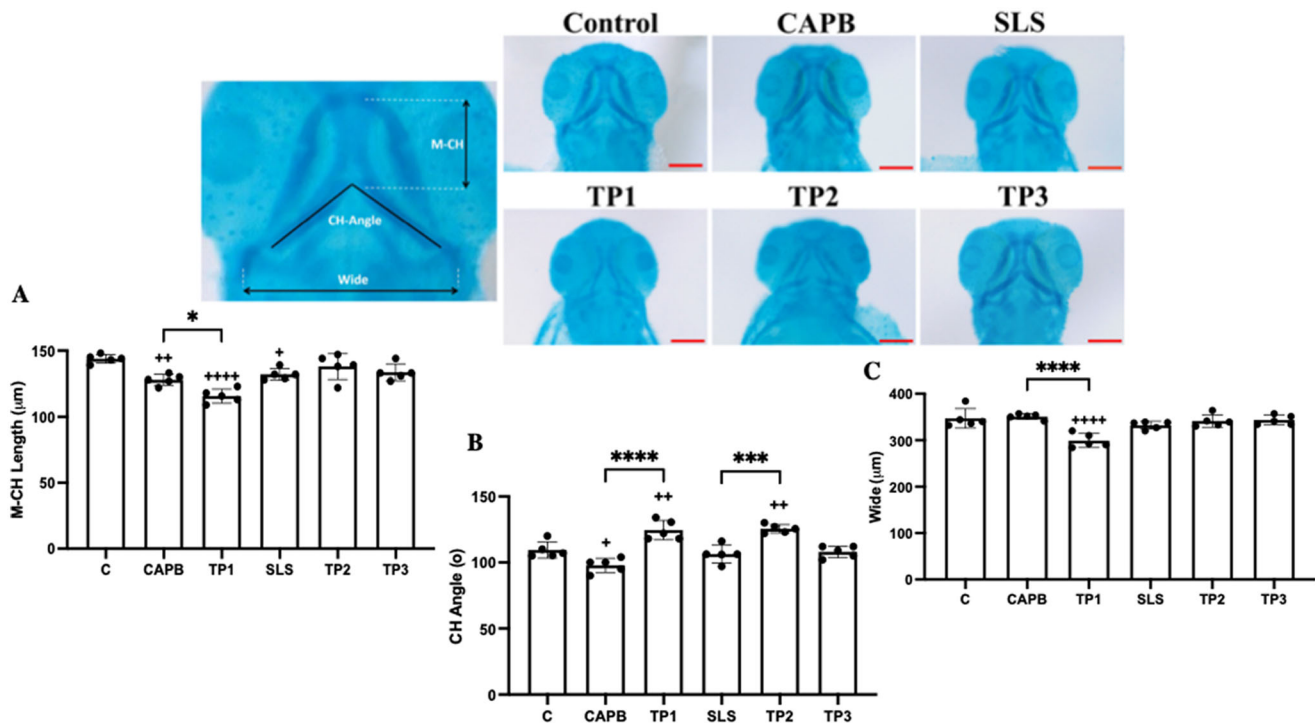 Control CAPB SLS
M-CH
CH-Angle
Wide
TP1 TP2 TP3
A
*
++
++++
+
150
100
50
0
M-CH Length (μm)
C CAPB TP1 SLS TP2 TP3
B
****
***
+
++
++
150
100
50
0
CH Angle (o)
C CAPB TP1 SLS TP2 TP3
C
****
++++
400
300
200
100
0
Wide (μm)
C CAPB TP1 SLS TP2 TP3